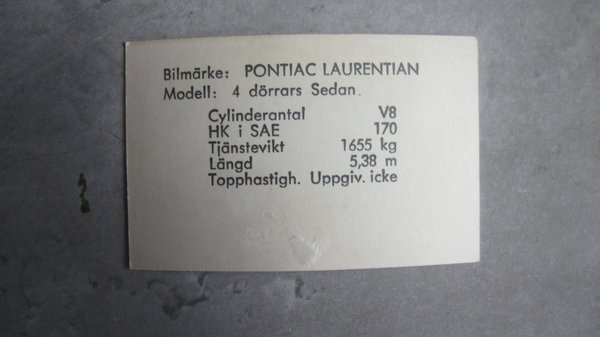 Bilmärke: PONTIAC LAURENTIAN
Modell: 4 dörrars Sedan
Cylinderantal V8
HK i SAE 170
Tjänstevikt 1655 kg
Längd 5,38 m
Topphastigh. Uppgiv. icke